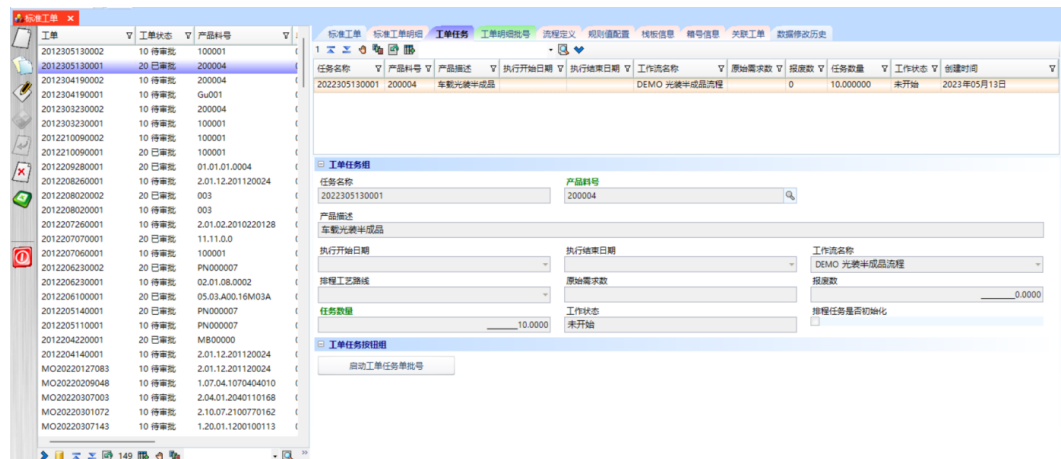 标准工单
工单 工单状态 产品料号
2012305130002 10 待审批 100001
2012305130001 20 已审批 200004
2012304190002 10 待审批 200004
2012304190001 10 待审批 Gu001
2012303230002 10 待审批 200004
2012303230001 10 待审批 100001
2012210090002 10 待审批 100001
2012210090001 20 已审批 100001
2012209280001 20 已审批 01.01.01.0004
2012208260001 10 待审批 2.01.12.201120024
2012208020002 20 已审批 003
2012208020001 10 待审批 003
2012207260001 10 待审批 2.01.02.2010220128
2012207070001 20 已审批 11.11.0.0
2012207060001 10 待审批 100001
2012206230002 20 已审批 PN000007
2012206230001 10 待审批 02.01.08.0002
2012206100001 20 已审批 05.03.A00.16M03A
2012205140001 20 已审批 PN000007
2012205110001 10 待审批 PN000007
2012204220001 20 已审批 MB00000
2012204140001 10 待审批 2.01.12.201120024
MO20220127083 20 已审批 2.01.12.201120024
MO20220209048 10 待审批 1.07.04.1070404010
MO20220307003 10 待审批 2.04.01.2040110168
MO20220301072 10 待审批 2.10.07.2100770162
MO20220307143 10 待审批 1.20.01.1200100113
149
标准工单 标准工单明细 工单任务 工单明细批号 流程定义 规则值配置 栈板信息 箱号信息 关联工单 数据修改历史
1
任务名称 产品料号 产品描述 执行开始日期 执行结束日期 工作流名称 原始需求数 报废数 任务数量 工作状态 创建时间
2022305130001 200004 车载光装半成品 DEMO 光装半成品流程 0 10.000000 未开始 2023年05月13日
工单任务组
任务名称 产品料号
2022305130001 200004
产品描述
车载光装半成品
执行开始日期 执行结束日期 工作流名称
DEMO 光装半成品流程
排程工艺路线 原始需求数 报废数
0.0000
任务数量 工作状态 排程任务是否初始化
10.0000 未开始
工单任务按钮组
启动工单任务单批号